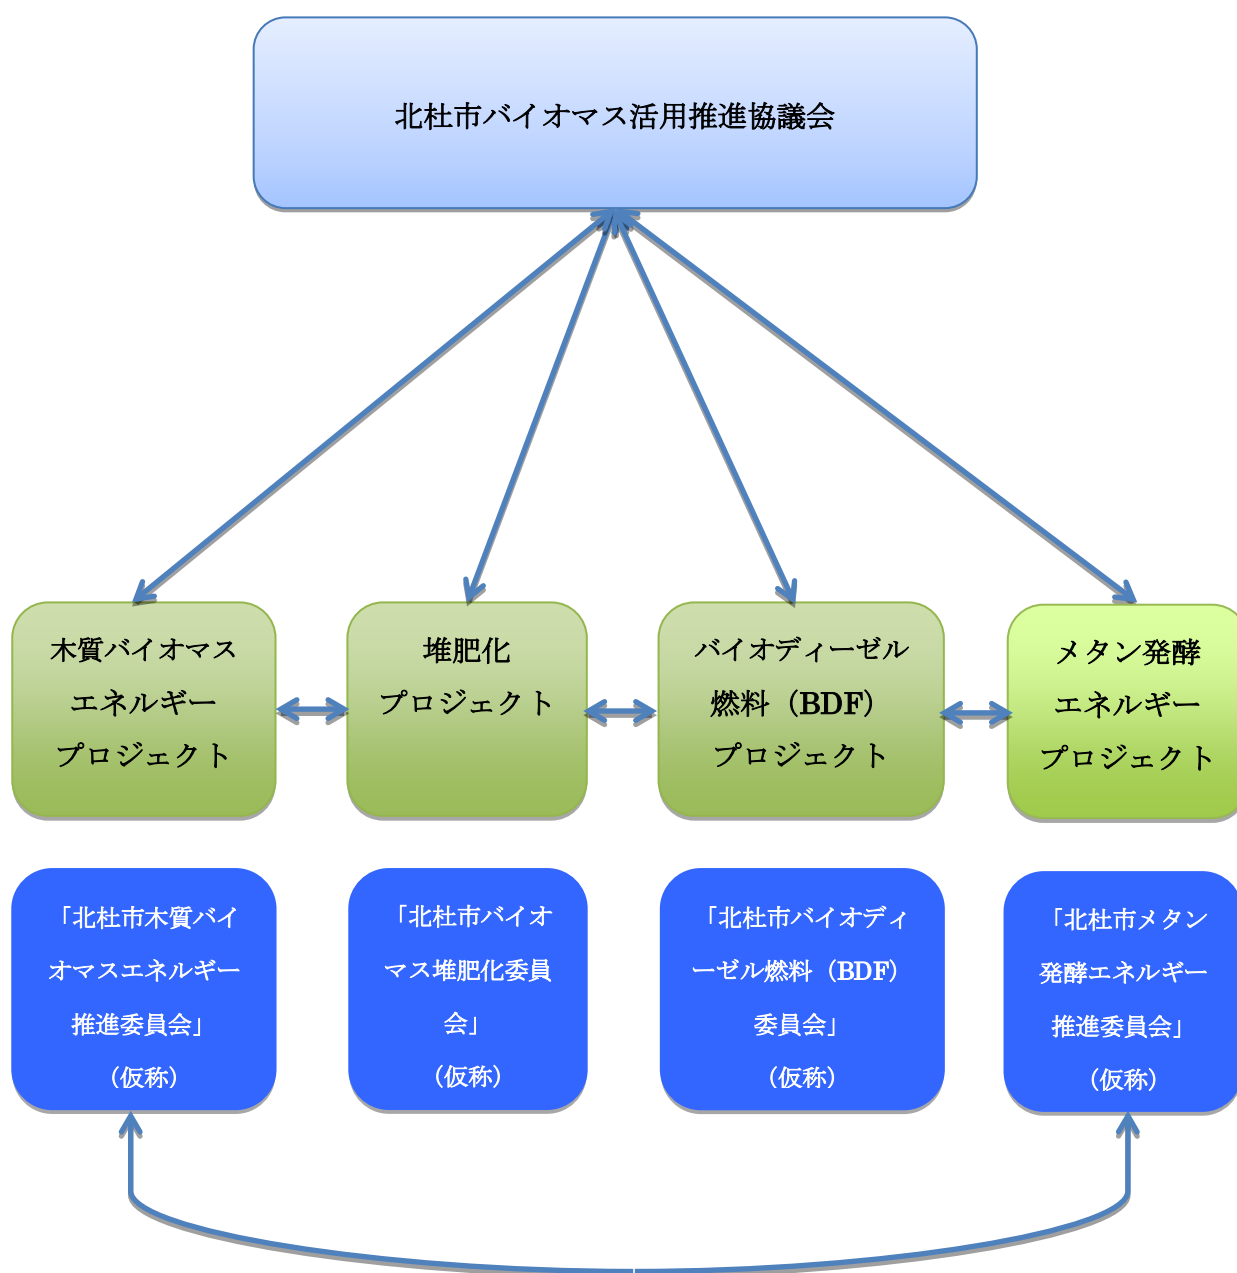 北杜市バイオマス活用推進協議会
木質バイオマス
エネルギー
プロジェクト
堆肥化
プロジェクト
バイオディーゼル
燃料（BDF）
プロジェクト
メタン発酵
エネルギー
プロジェクト
「北杜市木質バイ
オマスエネルギー
推進委員会」
（仮称）
「北杜市バイオ
マス堆肥化委員
会」
（仮称）
「北杜市バイオディ
ーゼル燃料（BDF）
委員会」
（仮称）
「北杜市メタン
発酵エネルギー
推進委員会」
（仮称）